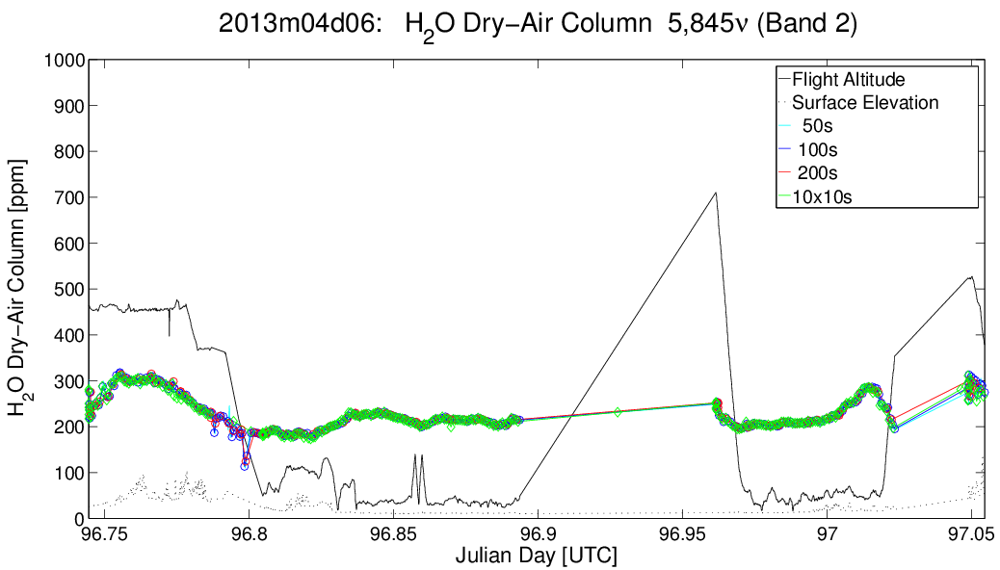 2013m04d06: H2O Dry−Air Column 5,845ν (Band 2)
1000
900
800
700
600
500
400
300
200
100
0
H2O Dry−Air Column [ppm]
Flight Altitude
Surface Elevation
50s
100s
200s
10x10s
96.75 96.8 96.85 96.9 96.95 97 97.05
Julian Day [UTC]